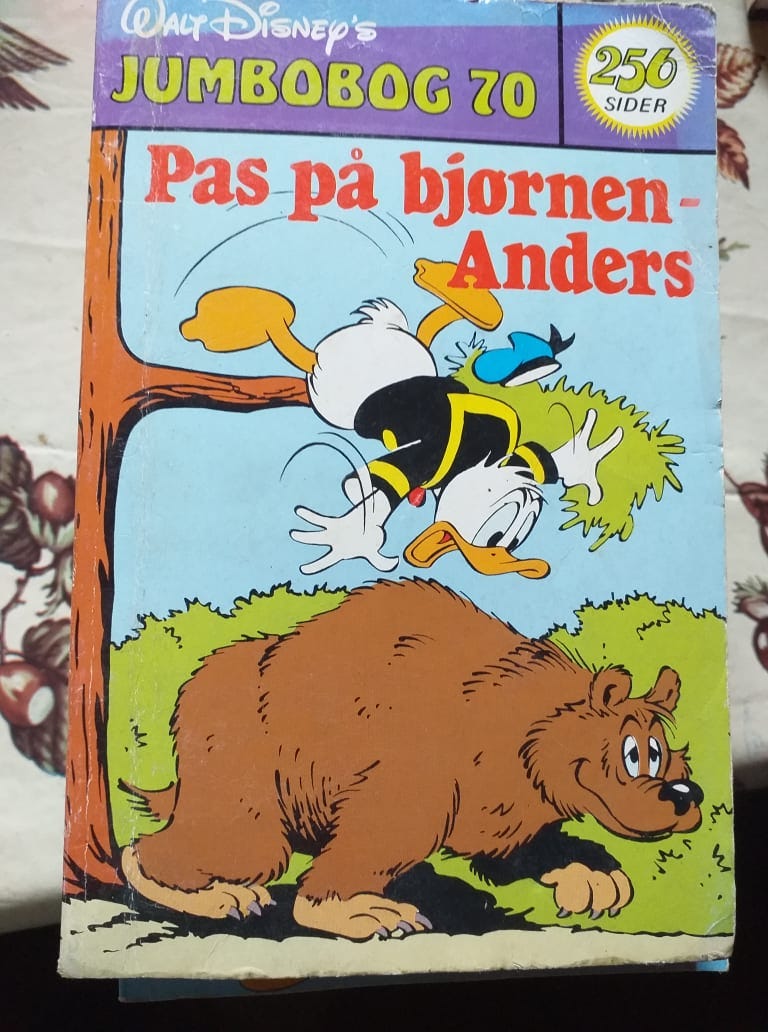 WALT DISNEY'S
JUMBOBOG 70
256
SIDER
Pas på bjørnen-
Anders